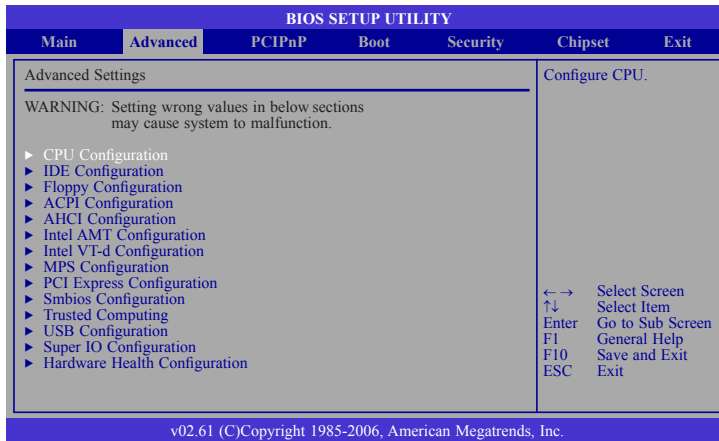 BIOS SETUP UTILITY
Main Advanced PCIPnP Boot Security Chipset Exit
Advanced Settings
WARNING: Setting wrong values in below sections
may cause system to malfunction.
► CPU Configuration
► IDE Configuration
► Floppy Configuration
► ACPI Configuration
► AHCI Configuration
► Intel AMT Configuration
► Intel VT-d Configuration
► MPS Configuration
► PCI Express Configuration
► Smbios Configuration
► Trusted Computing
► USB Configuration
► Super IO Configuration
► Hardware Health Configuration
Configure CPU.
←→ Select Screen
↑↓ Select Item
Enter Go to Sub Screen
F1 General Help
F10 Save and Exit
ESC Exit
v02.61 (C)Copyright 1985-2006, American Megatrends, Inc.